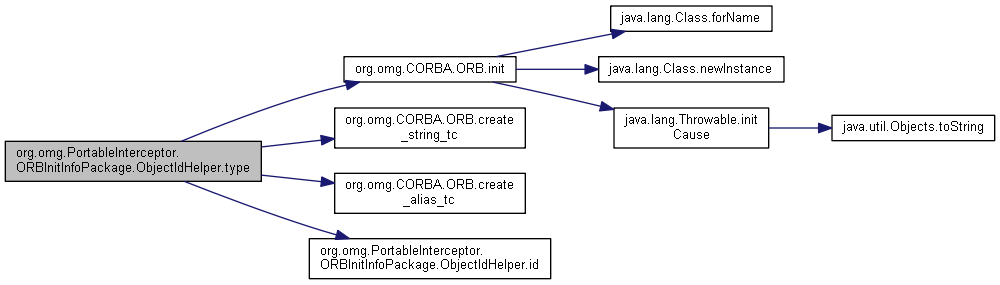 org.omg.PortableInterceptor.
ORBInitInfoPackage.ObjectIdHelper.type
org.omg.CORBA.ORB.init
java.lang.Class.forName
java.lang.Class.newInstance
java.lang.Throwable.init
Cause
java.util.Objects.toString
org.omg.CORBA.ORB.create
_string_tc
org.omg.CORBA.ORB.create
_alias_tc
org.omg.PortableInterceptor.
ORBInitInfoPackage.ObjectIdHelper.id